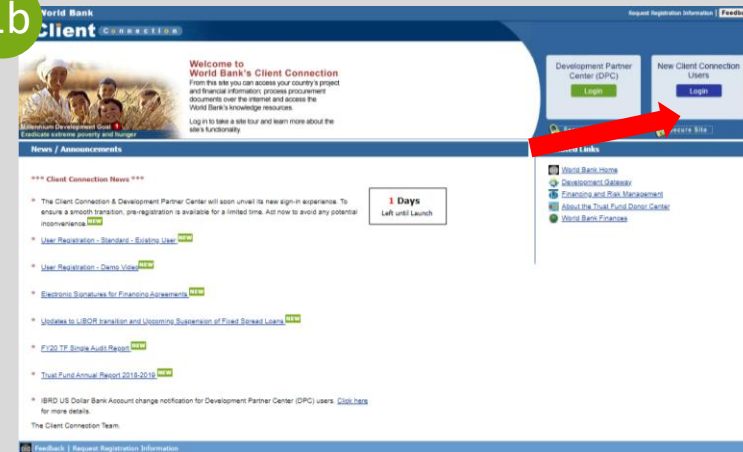 1b
World Bank
Client Connection
Request Registration Information | Feedb
Millennium Development Goal 1
Eradicate extreme poverty and hunger
Welcome to
World Bank's Client Connection
From this site you can access your country's project
and financial information; process procurement
documents over the internet and access the
World Bank's knowledge resources.
Log in to take a site tour and learn more about the
site's functionality.
Development Partner
Center (DPC)
Login
New Client Connection
Users
Login
Secure Site
News / Announcements
Links
*** Client Connection News ***
* The Client Connection & Development Partner Center will soon unveil its new sign-in experience. To
ensure a smooth transition, pre-registration is available for a limited time. Act now to avoid any potential
inconvenience. NEW
1 Days
Left until Launch
* User Registration - Standard - Existing User NEW
* User Registration - Demo Video NEW
* Electronic Signatures for Financing Agreements NEW
* Updates to LIBOR transition and Upcoming Suspension of Fixed Spread Loans NEW
* FY20 TF Single Audit Report NEW
* Trust Fund Annual Report 2018-2019 NEW
* IBRD US Dollar Bank Account change notification for Development Partner Center (DPC) users. Click here
for more details.
The Client Connection Team.
World Bank Home
Development Gateway
Financing and Risk Management
About the Trust Fund Donor Center
World Bank Finances
Feedback | Request Registration Information